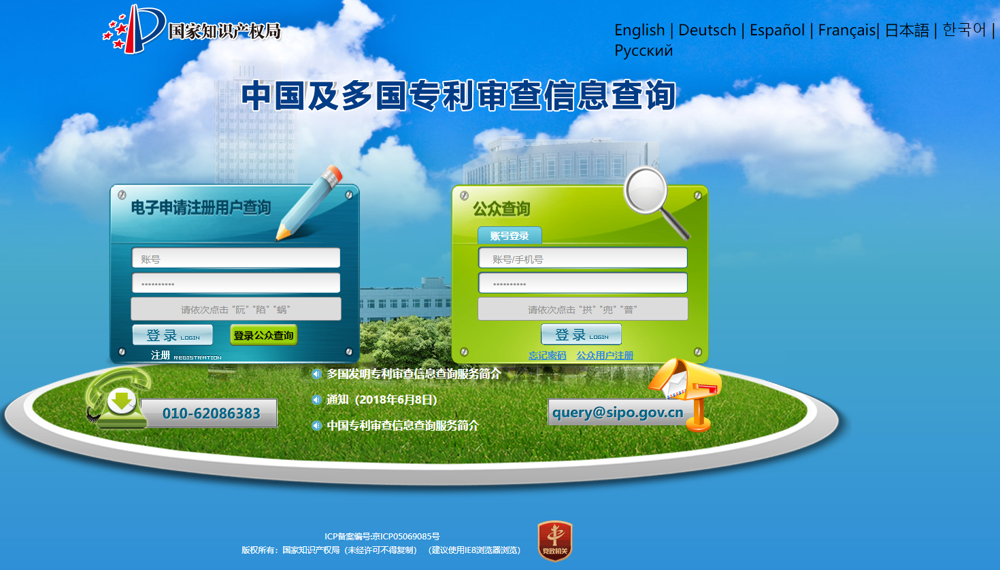 国家知识产权局
English | Deutsch | Español | Français| 日本語 | 한국어 |
Русский
中国及多国专利审查信息查询
电子申请注册用户查询
账号
••••••••••
请依次点击 "阮" "陷" "蜗"
登 录 LOGIN
登录公众查询
注册 REGISTRATION
公众查询
账号登录
账号/手机号
••••••••••
请依次点击 "拱" "兜" "普"
登 录 LOGIN
忘记密码 公众用户注册
多国发明专利审查信息查询服务简介
通知（2018年6月8日）
中国专利审查信息查询服务简介
010-62086383
query@sipo.gov.cn
ICP备案编号:京ICP05069085号
版权所有：国家知识产权局（未经许可不得复制） （建议使用IE8浏览器浏览）
党政机关